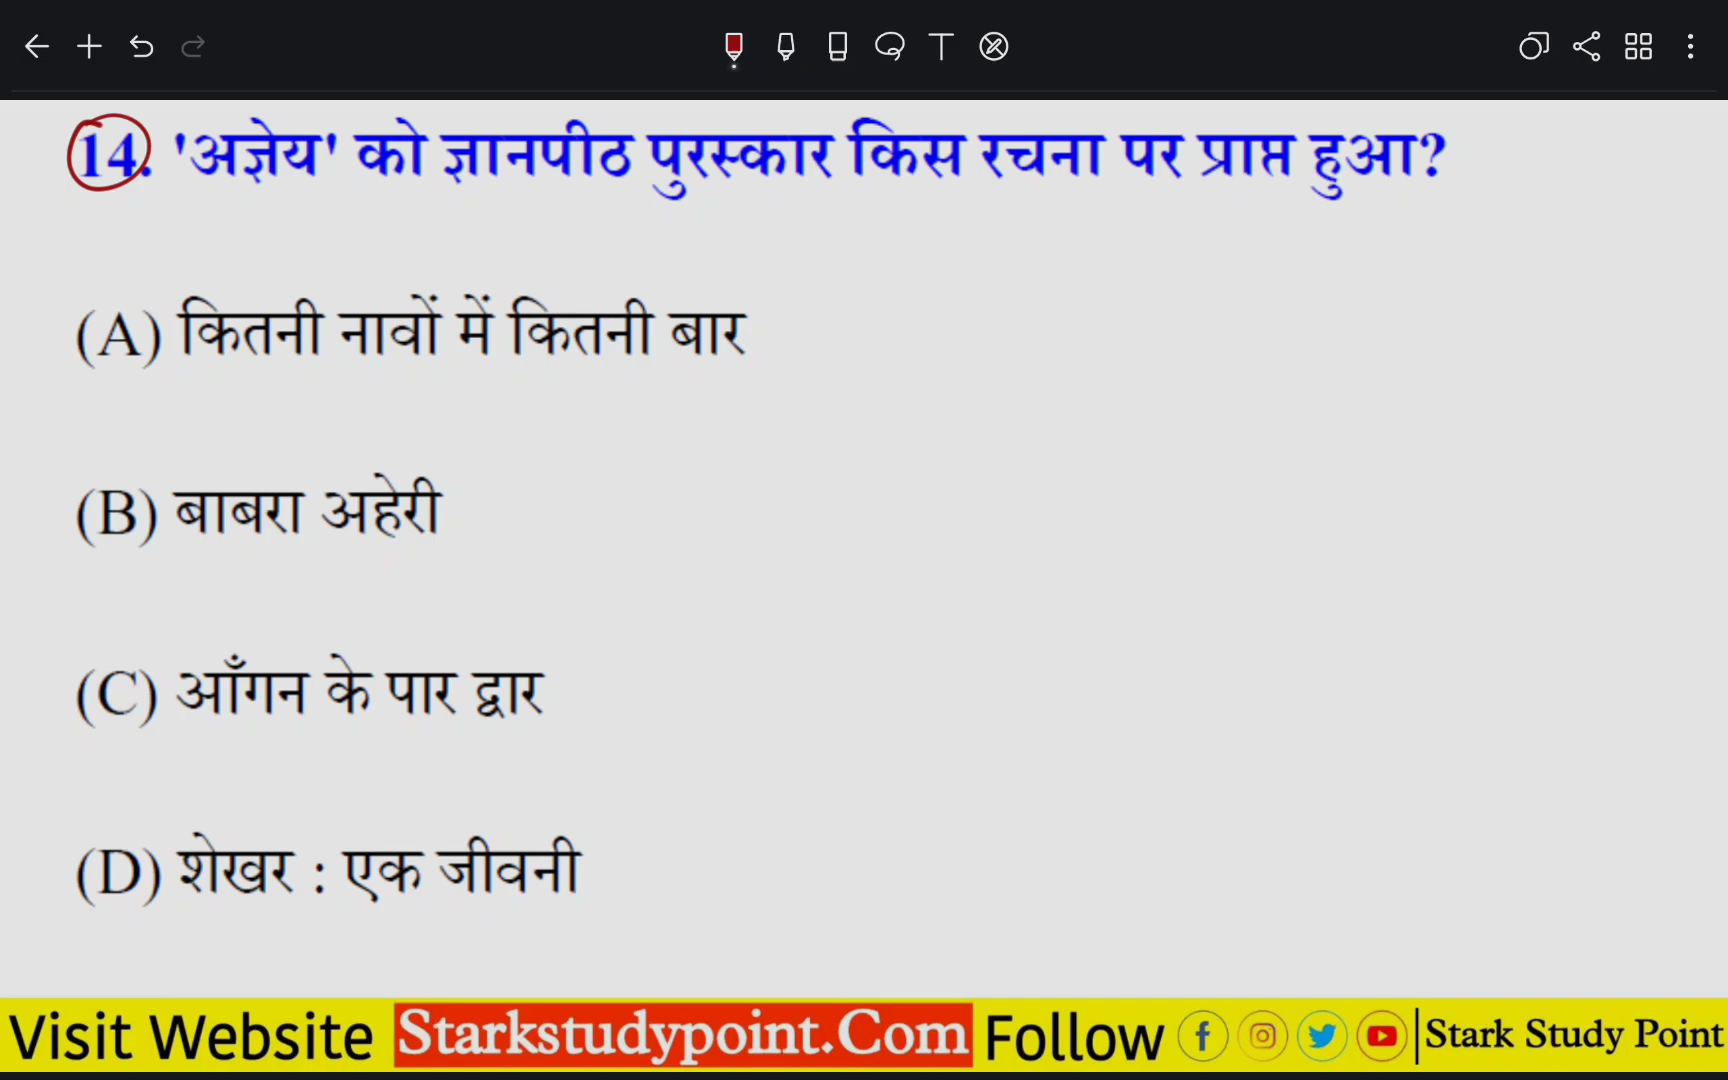 14. 'अज्ञेय' को ज्ञानपीठ पुरस्कार किस रचना पर प्राप्त हुआ?
(A) कितनी नावों में कितनी बार
(B) बाबरा अहेरी
(C) आँगन के पार द्वार
(D) शेखर : एक जीवनी
Visit Website Starkstudypoint.Com Follow Stark Study Point